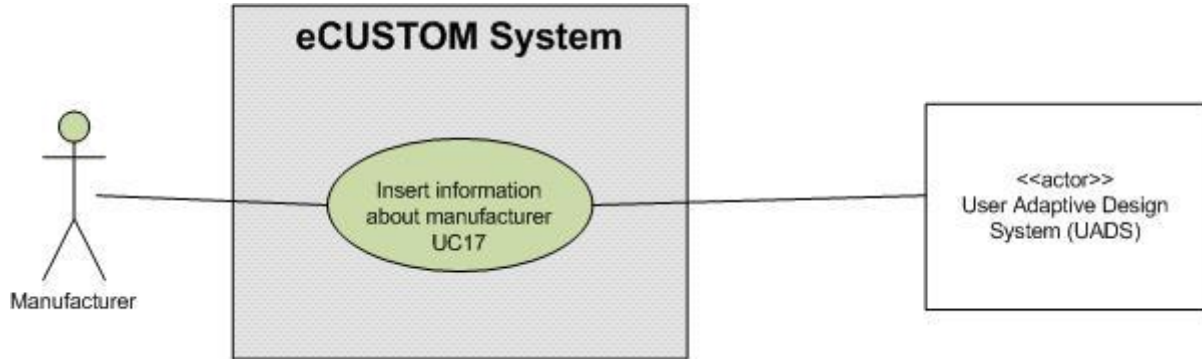 eCUSTOM System
Insert information
about manufacturer
UC17
Manufacturer
<<actor>>
User Adaptive Design
System (UADS)